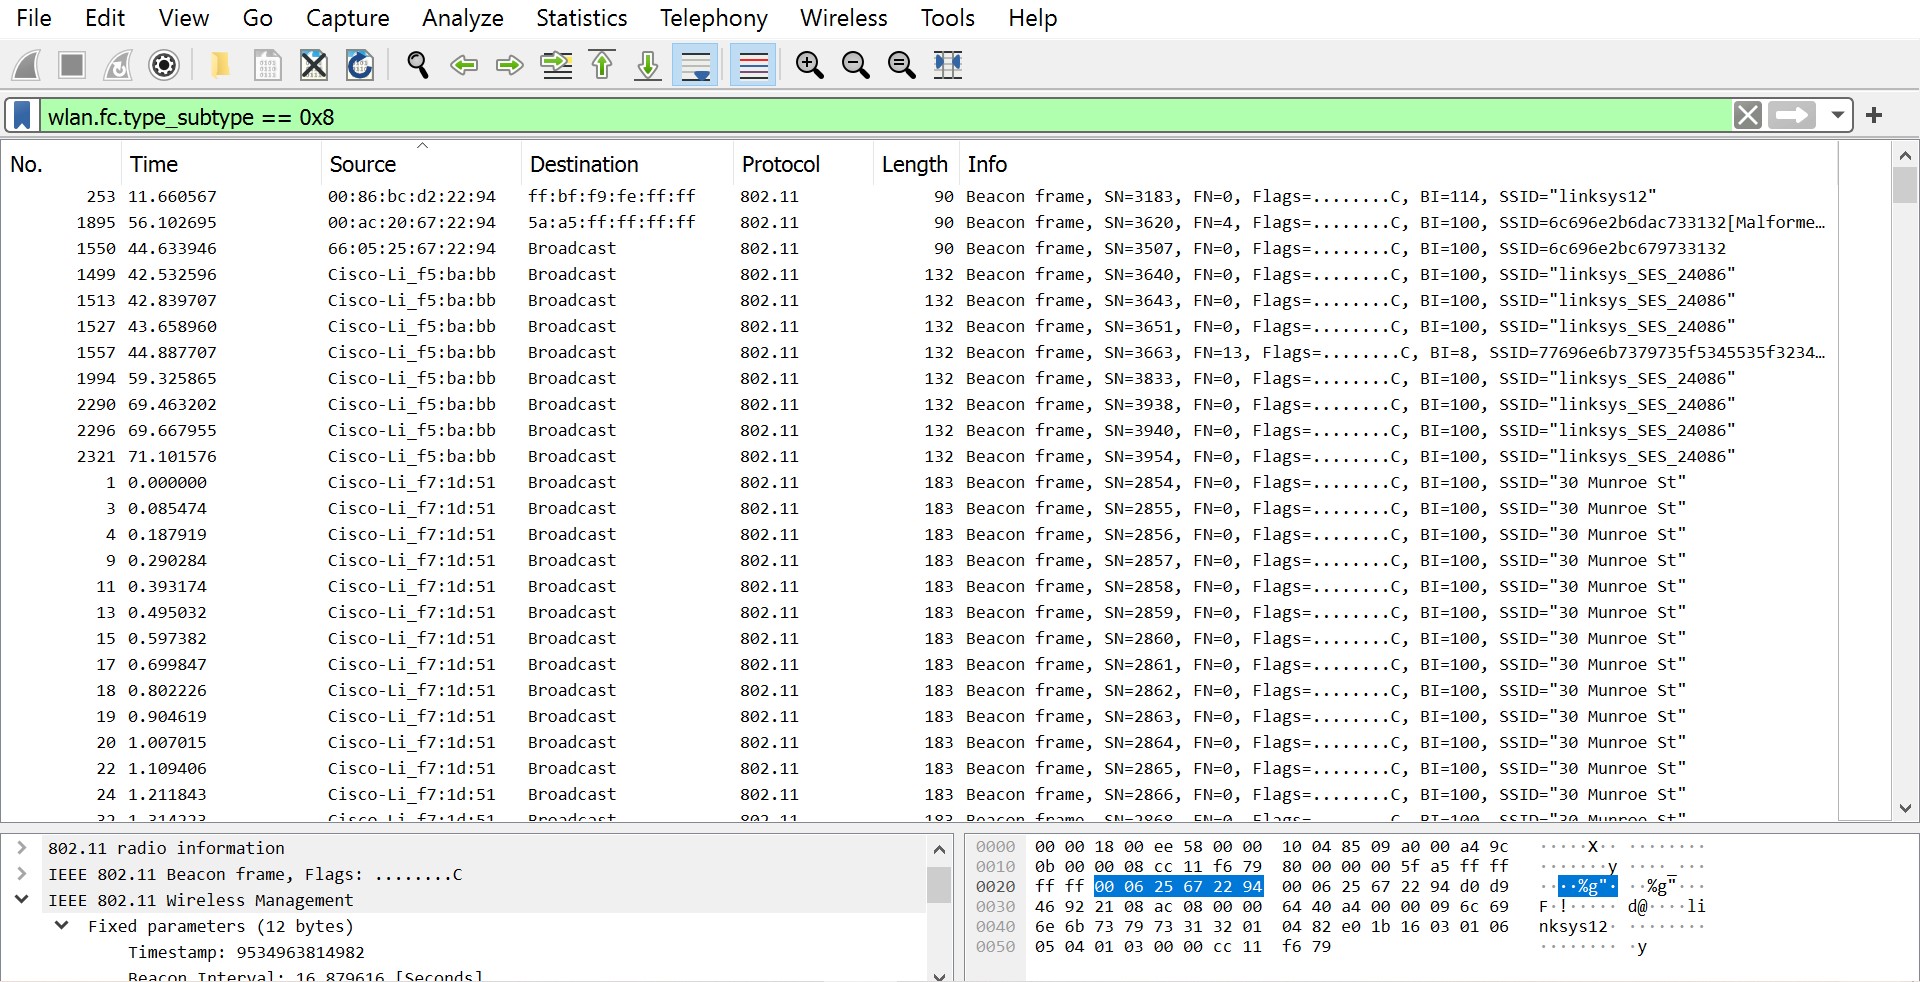 File Edit View Go Capture Analyze Statistics Telephony Wireless Tools Help
wlan.fc.type_subtype == 0x8
No. Time Source Destination Protocol Length Info
253 11.660567 00:86:bc:d2:22:94 ff:bf:f9:fe:ff:ff 802.11 90 Beacon frame, SN=3183, FN=0, Flags=........C, BI=114, SSID="linksys12"
1895 56.102695 00:ac:20:67:22:94 5a:a5:ff:ff:ff:ff 802.11 90 Beacon frame, SN=3620, FN=4, Flags=........C, BI=100, SSID=6c696e2b6dac733132[Malforme…
1550 44.633946 66:05:25:67:22:94 Broadcast 802.11 90 Beacon frame, SN=3507, FN=0, Flags=........C, BI=100, SSID=6c696e2bc679733132
1499 42.532596 Cisco-Li_f5:ba:bb Broadcast 802.11 132 Beacon frame, SN=3640, FN=0, Flags=........C, BI=100, SSID="linksys_SES_24086"
1513 42.839707 Cisco-Li_f5:ba:bb Broadcast 802.11 132 Beacon frame, SN=3643, FN=0, Flags=........C, BI=100, SSID="linksys_SES_24086"
1527 43.658960 Cisco-Li_f5:ba:bb Broadcast 802.11 132 Beacon frame, SN=3651, FN=0, Flags=........C, BI=100, SSID="linksys_SES_24086"
1557 44.887707 Cisco-Li_f5:ba:bb Broadcast 802.11 132 Beacon frame, SN=3663, FN=13, Flags=........C, BI=8, SSID=77696e6b7379735f5345535f3234…
1994 59.325865 Cisco-Li_f5:ba:bb Broadcast 802.11 132 Beacon frame, SN=3833, FN=0, Flags=........C, BI=100, SSID="linksys_SES_24086"
2290 69.463202 Cisco-Li_f5:ba:bb Broadcast 802.11 132 Beacon frame, SN=3938, FN=0, Flags=........C, BI=100, SSID="linksys_SES_24086"
2296 69.667955 Cisco-Li_f5:ba:bb Broadcast 802.11 132 Beacon frame, SN=3940, FN=0, Flags=........C, BI=100, SSID="linksys_SES_24086"
2321 71.101576 Cisco-Li_f5:ba:bb Broadcast 802.11 132 Beacon frame, SN=3954, FN=0, Flags=........C, BI=100, SSID="linksys_SES_24086"
1 0.000000 Cisco-Li_f7:1d:51 Broadcast 802.11 183 Beacon frame, SN=2854, FN=0, Flags=........C, BI=100, SSID="30 Munroe St"
3 0.085474 Cisco-Li_f7:1d:51 Broadcast 802.11 183 Beacon frame, SN=2855, FN=0, Flags=........C, BI=100, SSID="30 Munroe St"
4 0.187919 Cisco-Li_f7:1d:51 Broadcast 802.11 183 Beacon frame, SN=2856, FN=0, Flags=........C, BI=100, SSID="30 Munroe St"
9 0.290284 Cisco-Li_f7:1d:51 Broadcast 802.11 183 Beacon frame, SN=2857, FN=0, Flags=........C, BI=100, SSID="30 Munroe St"
11 0.393174 Cisco-Li_f7:1d:51 Broadcast 802.11 183 Beacon frame, SN=2858, FN=0, Flags=........C, BI=100, SSID="30 Munroe St"
13 0.495032 Cisco-Li_f7:1d:51 Broadcast 802.11 183 Beacon frame, SN=2859, FN=0, Flags=........C, BI=100, SSID="30 Munroe St"
15 0.597382 Cisco-Li_f7:1d:51 Broadcast 802.11 183 Beacon frame, SN=2860, FN=0, Flags=........C, BI=100, SSID="30 Munroe St"
17 0.699847 Cisco-Li_f7:1d:51 Broadcast 802.11 183 Beacon frame, SN=2861, FN=0, Flags=........C, BI=100, SSID="30 Munroe St"
18 0.802226 Cisco-Li_f7:1d:51 Broadcast 802.11 183 Beacon frame, SN=2862, FN=0, Flags=........C, BI=100, SSID="30 Munroe St"
19 0.904619 Cisco-Li_f7:1d:51 Broadcast 802.11 183 Beacon frame, SN=2863, FN=0, Flags=........C, BI=100, SSID="30 Munroe St"
20 1.007015 Cisco-Li_f7:1d:51 Broadcast 802.11 183 Beacon frame, SN=2864, FN=0, Flags=........C, BI=100, SSID="30 Munroe St"
22 1.109406 Cisco-Li_f7:1d:51 Broadcast 802.11 183 Beacon frame, SN=2865, FN=0, Flags=........C, BI=100, SSID="30 Munroe St"
24 1.211843 Cisco-Li_f7:1d:51 Broadcast 802.11 183 Beacon frame, SN=2866, FN=0, Flags=........C, BI=100, SSID="30 Munroe St"
32 1.314223 Cisco-Li_f7:1d:51 Broadcast 802.11 183 Beacon frame, SN=2868, FN=0, Flags=........C, BI=100, SSID="30 Munroe St"
802.11 radio information
IEEE 802.11 Beacon frame, Flags: ........C
IEEE 802.11 Wireless Management
Fixed parameters (12 bytes)
Timestamp: 9534963814982
Beacon Interval: 16.879616 [Seconds]
0000 00 00 18 00 ee 58 00 00 10 04 85 09 a0 00 a4 9c ·····X·· ········
0010 0b 00 00 08 cc 11 f6 79 80 00 00 00 5f a5 ff ff ·······y ····_···
0020 ff ff 00 06 25 67 22 94 00 06 25 67 22 94 d0 d9 ····%g"· ··%g"···
0030 46 92 21 08 ac 08 00 00 64 40 a4 00 00 09 6c 69 F·!····· d@····li
0040 6e 6b 73 79 73 31 32 01 04 82 e0 1b 16 03 01 06 nksys12· ········
0050 05 04 01 03 00 00 cc 11 f6 79 ········ ·y